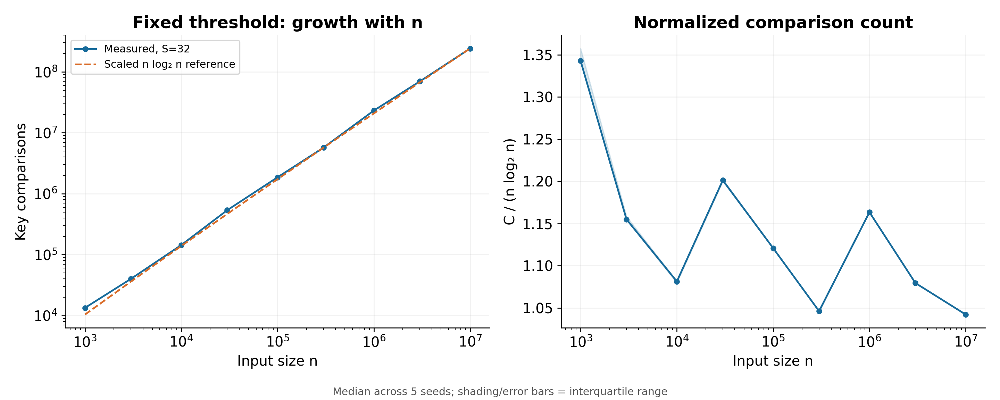 Fixed threshold: growth with n
Measured, S=32
Scaled n log₂ n reference
Key comparisons
10⁸
10⁷
10⁶
10⁵
10⁴
10³ 10⁴ 10⁵ 10⁶ 10⁷
Input size n
Normalized comparison count
C / (n log₂ n)
1.35
1.30
1.25
1.20
1.15
1.10
1.05
10³ 10⁴ 10⁵ 10⁶ 10⁷
Input size n
Median across 5 seeds; shading/error bars = interquartile range